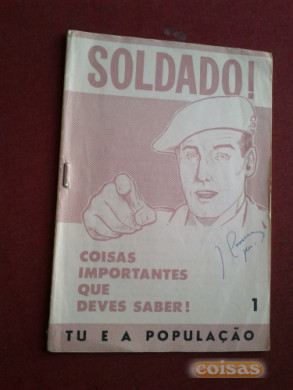 SOLDADO!
COISAS
IMPORTANTES
QUE
DEVES SABER!
1
TU E A POPULAÇÃO
coisas